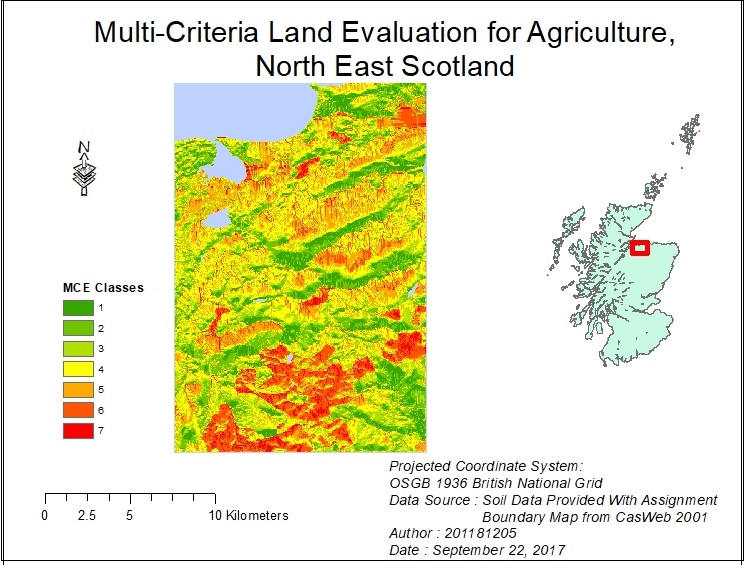 Multi-Criteria Land Evaluation for Agriculture,
North East Scotland
N
MCE Classes
1
2
3
4
5
6
7
0 2.5 5 10 Kilometers
Projected Coordinate System:
OSGB 1936 British National Grid
Data Source : Soil Data Provided With Assignment
Boundary Map from CasWeb 2001
Author : 201181205
Date : September 22, 2017